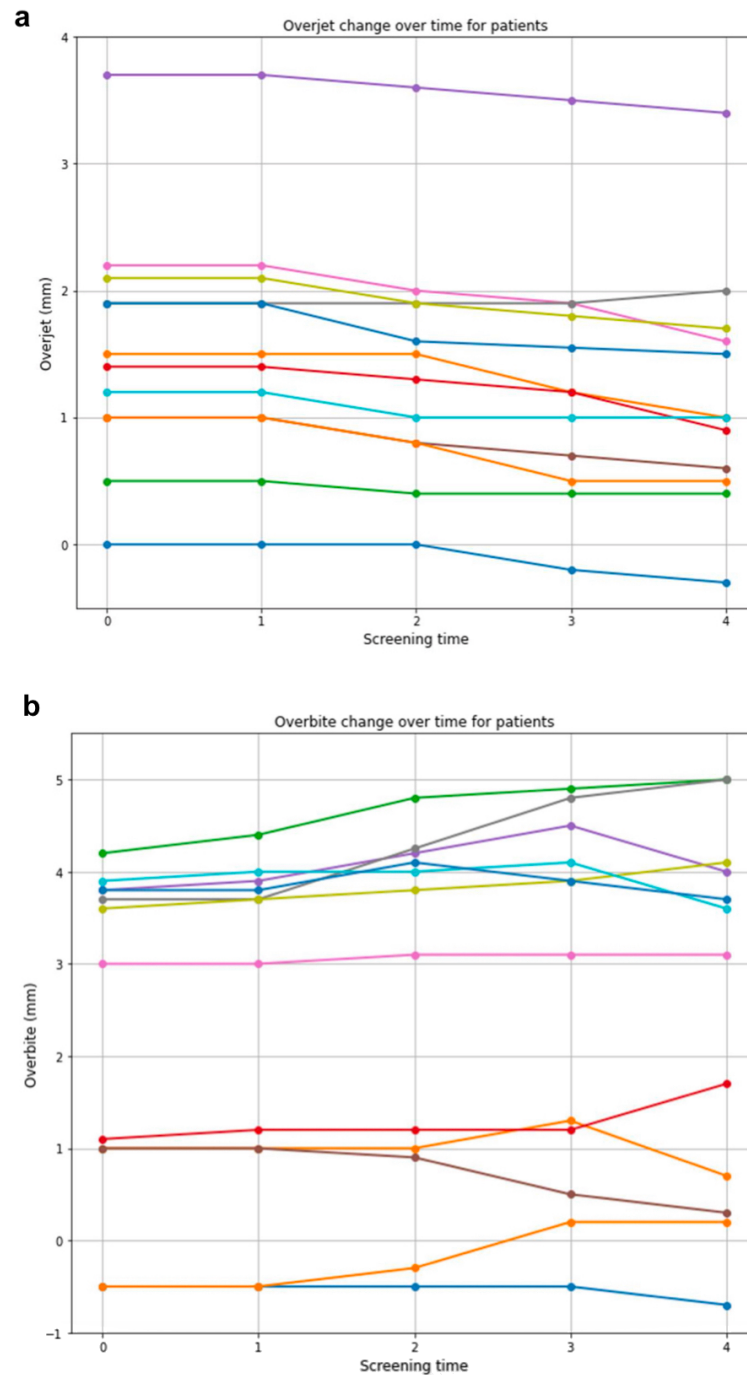 a
Overjet change over time for patients
4
3
2
1
0
Overjet (mm)
0 1 2 3 4
Screening time
b
Overbite change over time for patients
5
4
3
2
1
0
−1
Overbite (mm)
0 1 2 3 4
Screening time